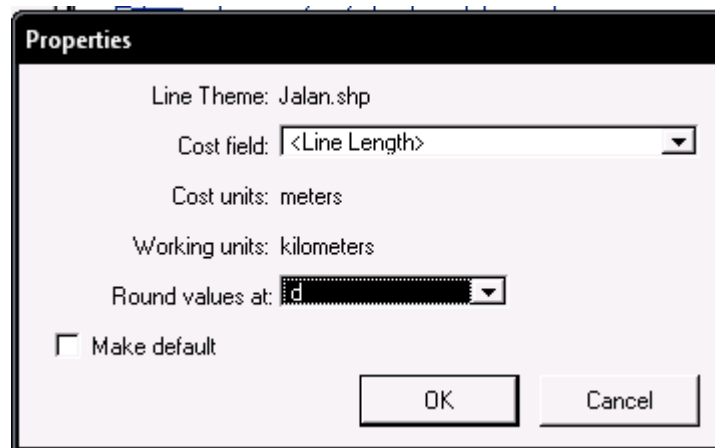 Properties
Line Theme: Jalan.shp
Cost field: <Line Length>
Cost units: meters
Working units: kilometers
Round values at: d
Make default
OK Cancel